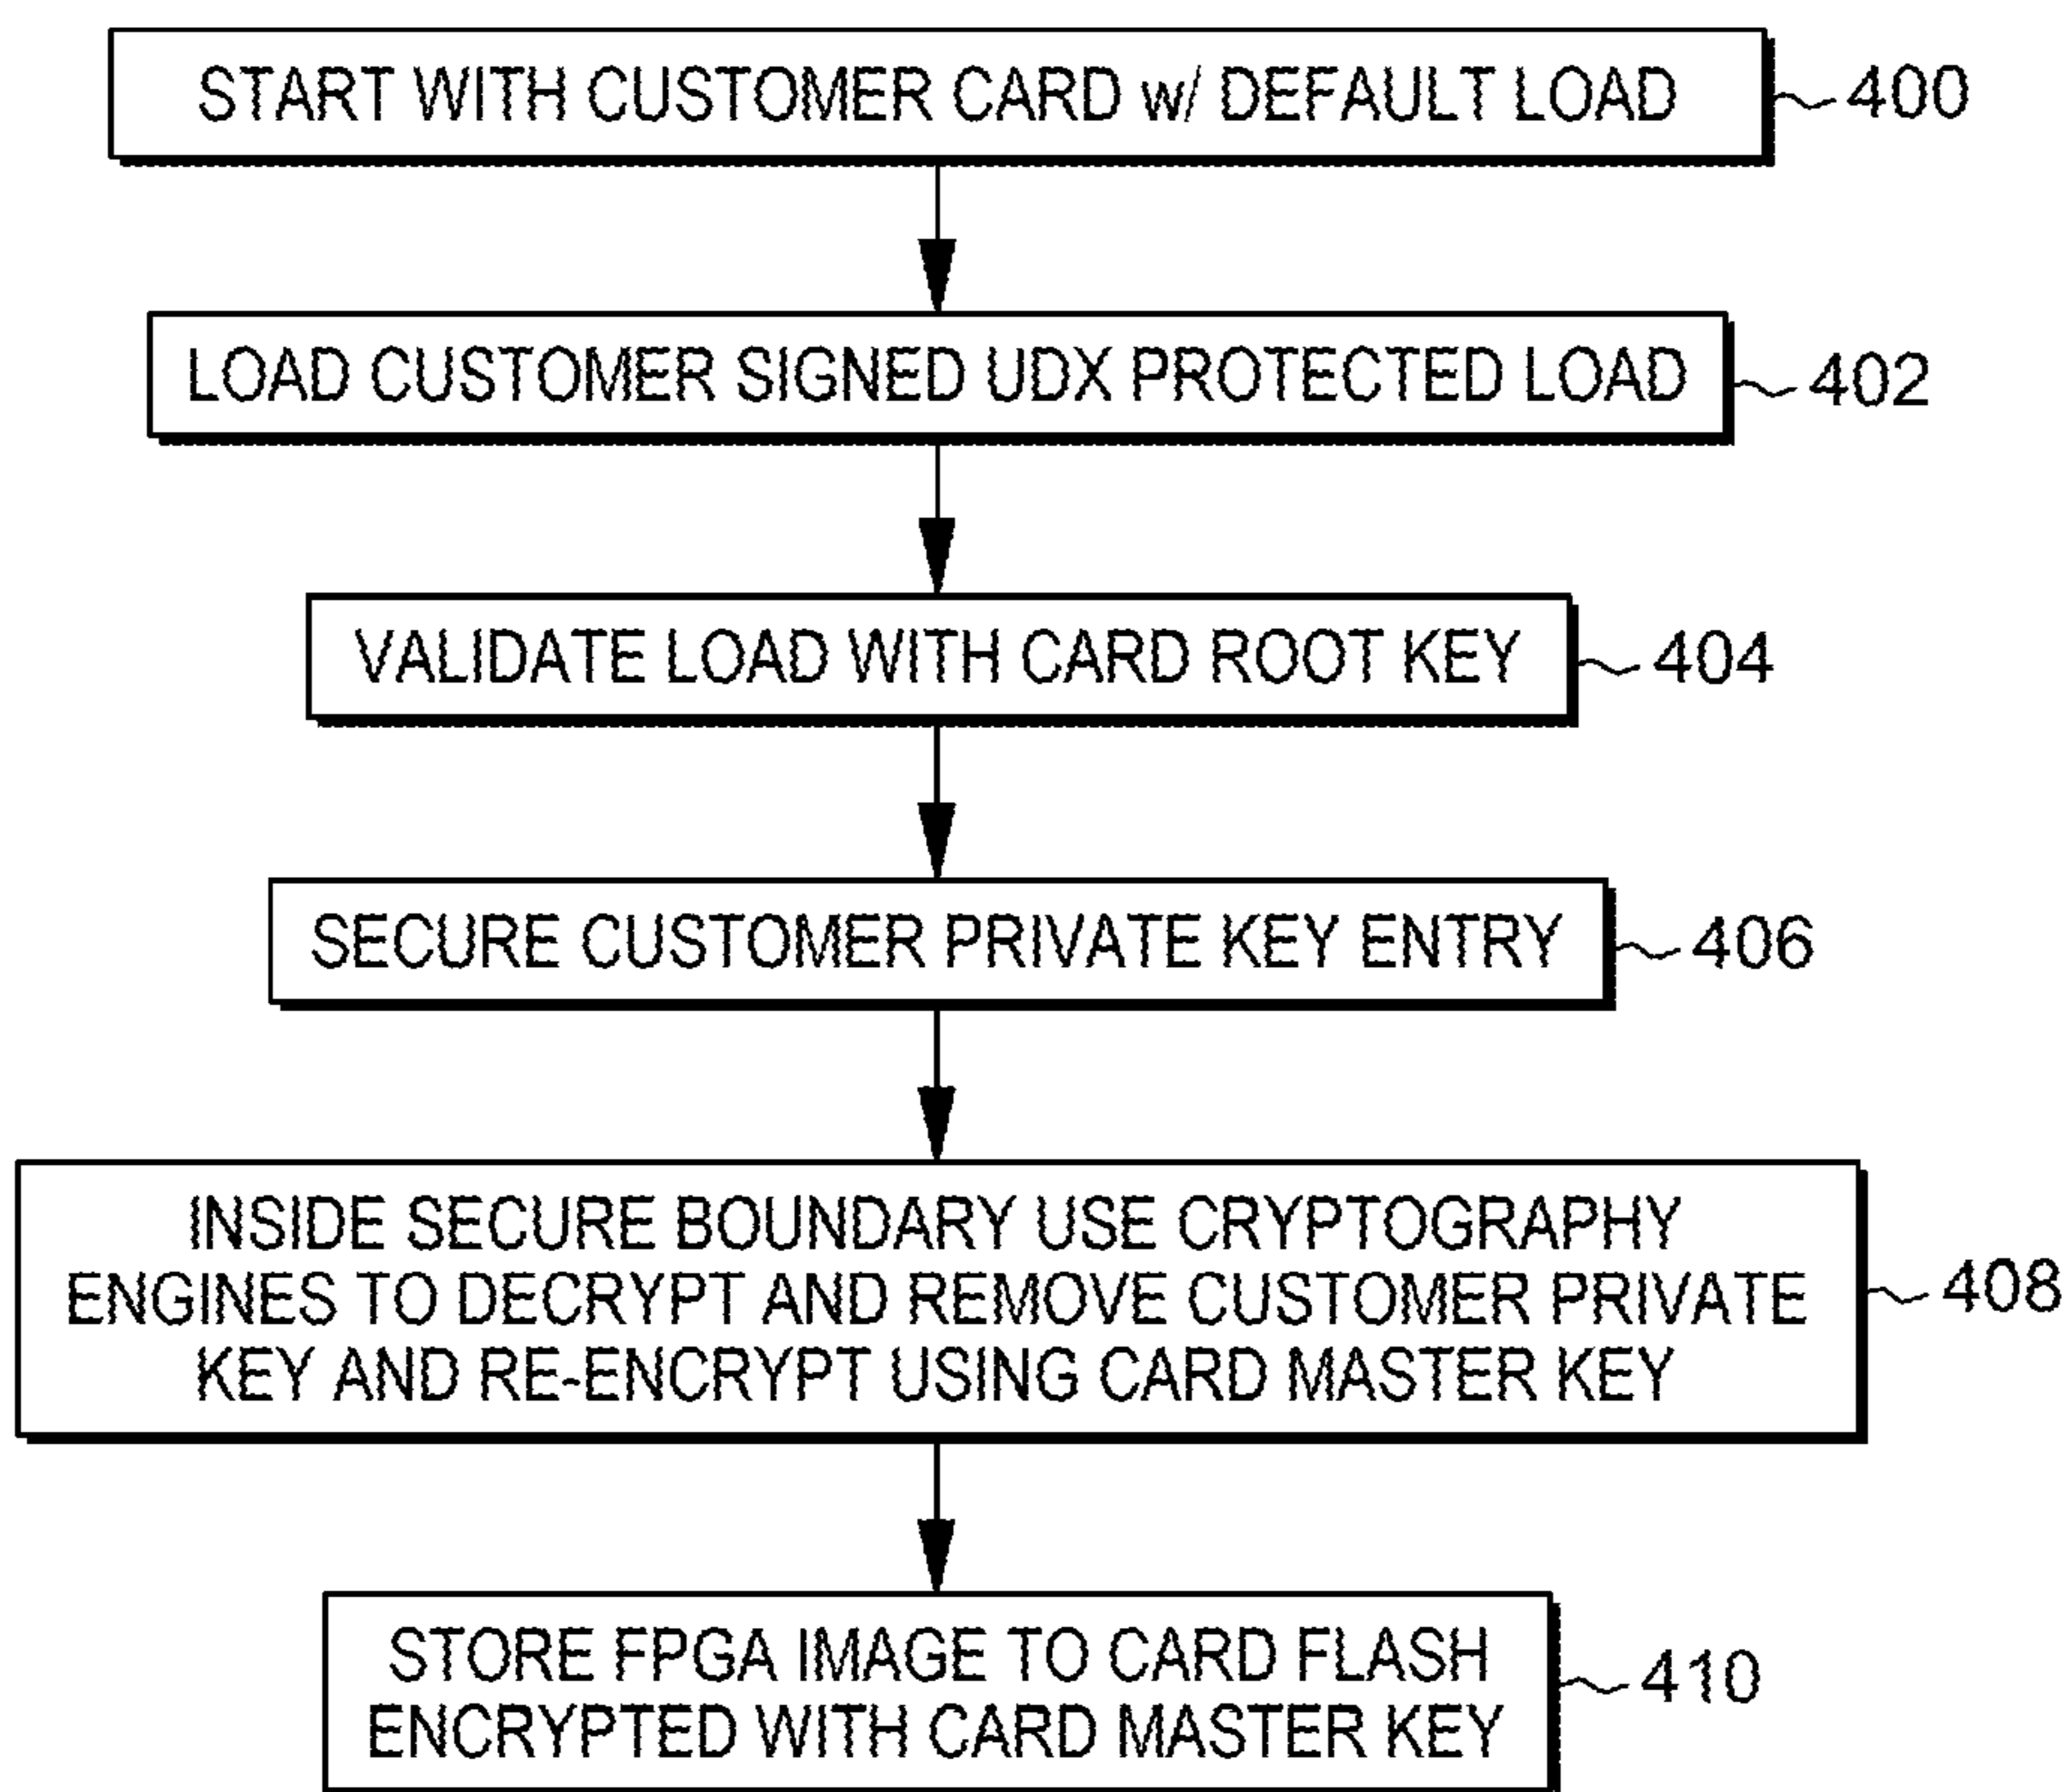 START WITH CUSTOMER CARD w/ DEFAULT LOAD
400
LOAD CUSTOMER SIGNED UDX PROTECTED LOAD
402
VALIDATE LOAD WITH CARD ROOT KEY
404
SECURE CUSTOMER PRIVATE KEY ENTRY
406
INSIDE SECURE BOUNDARY USE CRYPTOGRAPHY
ENGINES TO DECRYPT AND REMOVE CUSTOMER PRIVATE
KEY AND RE-ENCRYPT USING CARD MASTER KEY
408
STORE FPGA IMAGE TO CARD FLASH
ENCRYPTED WITH CARD MASTER KEY
410